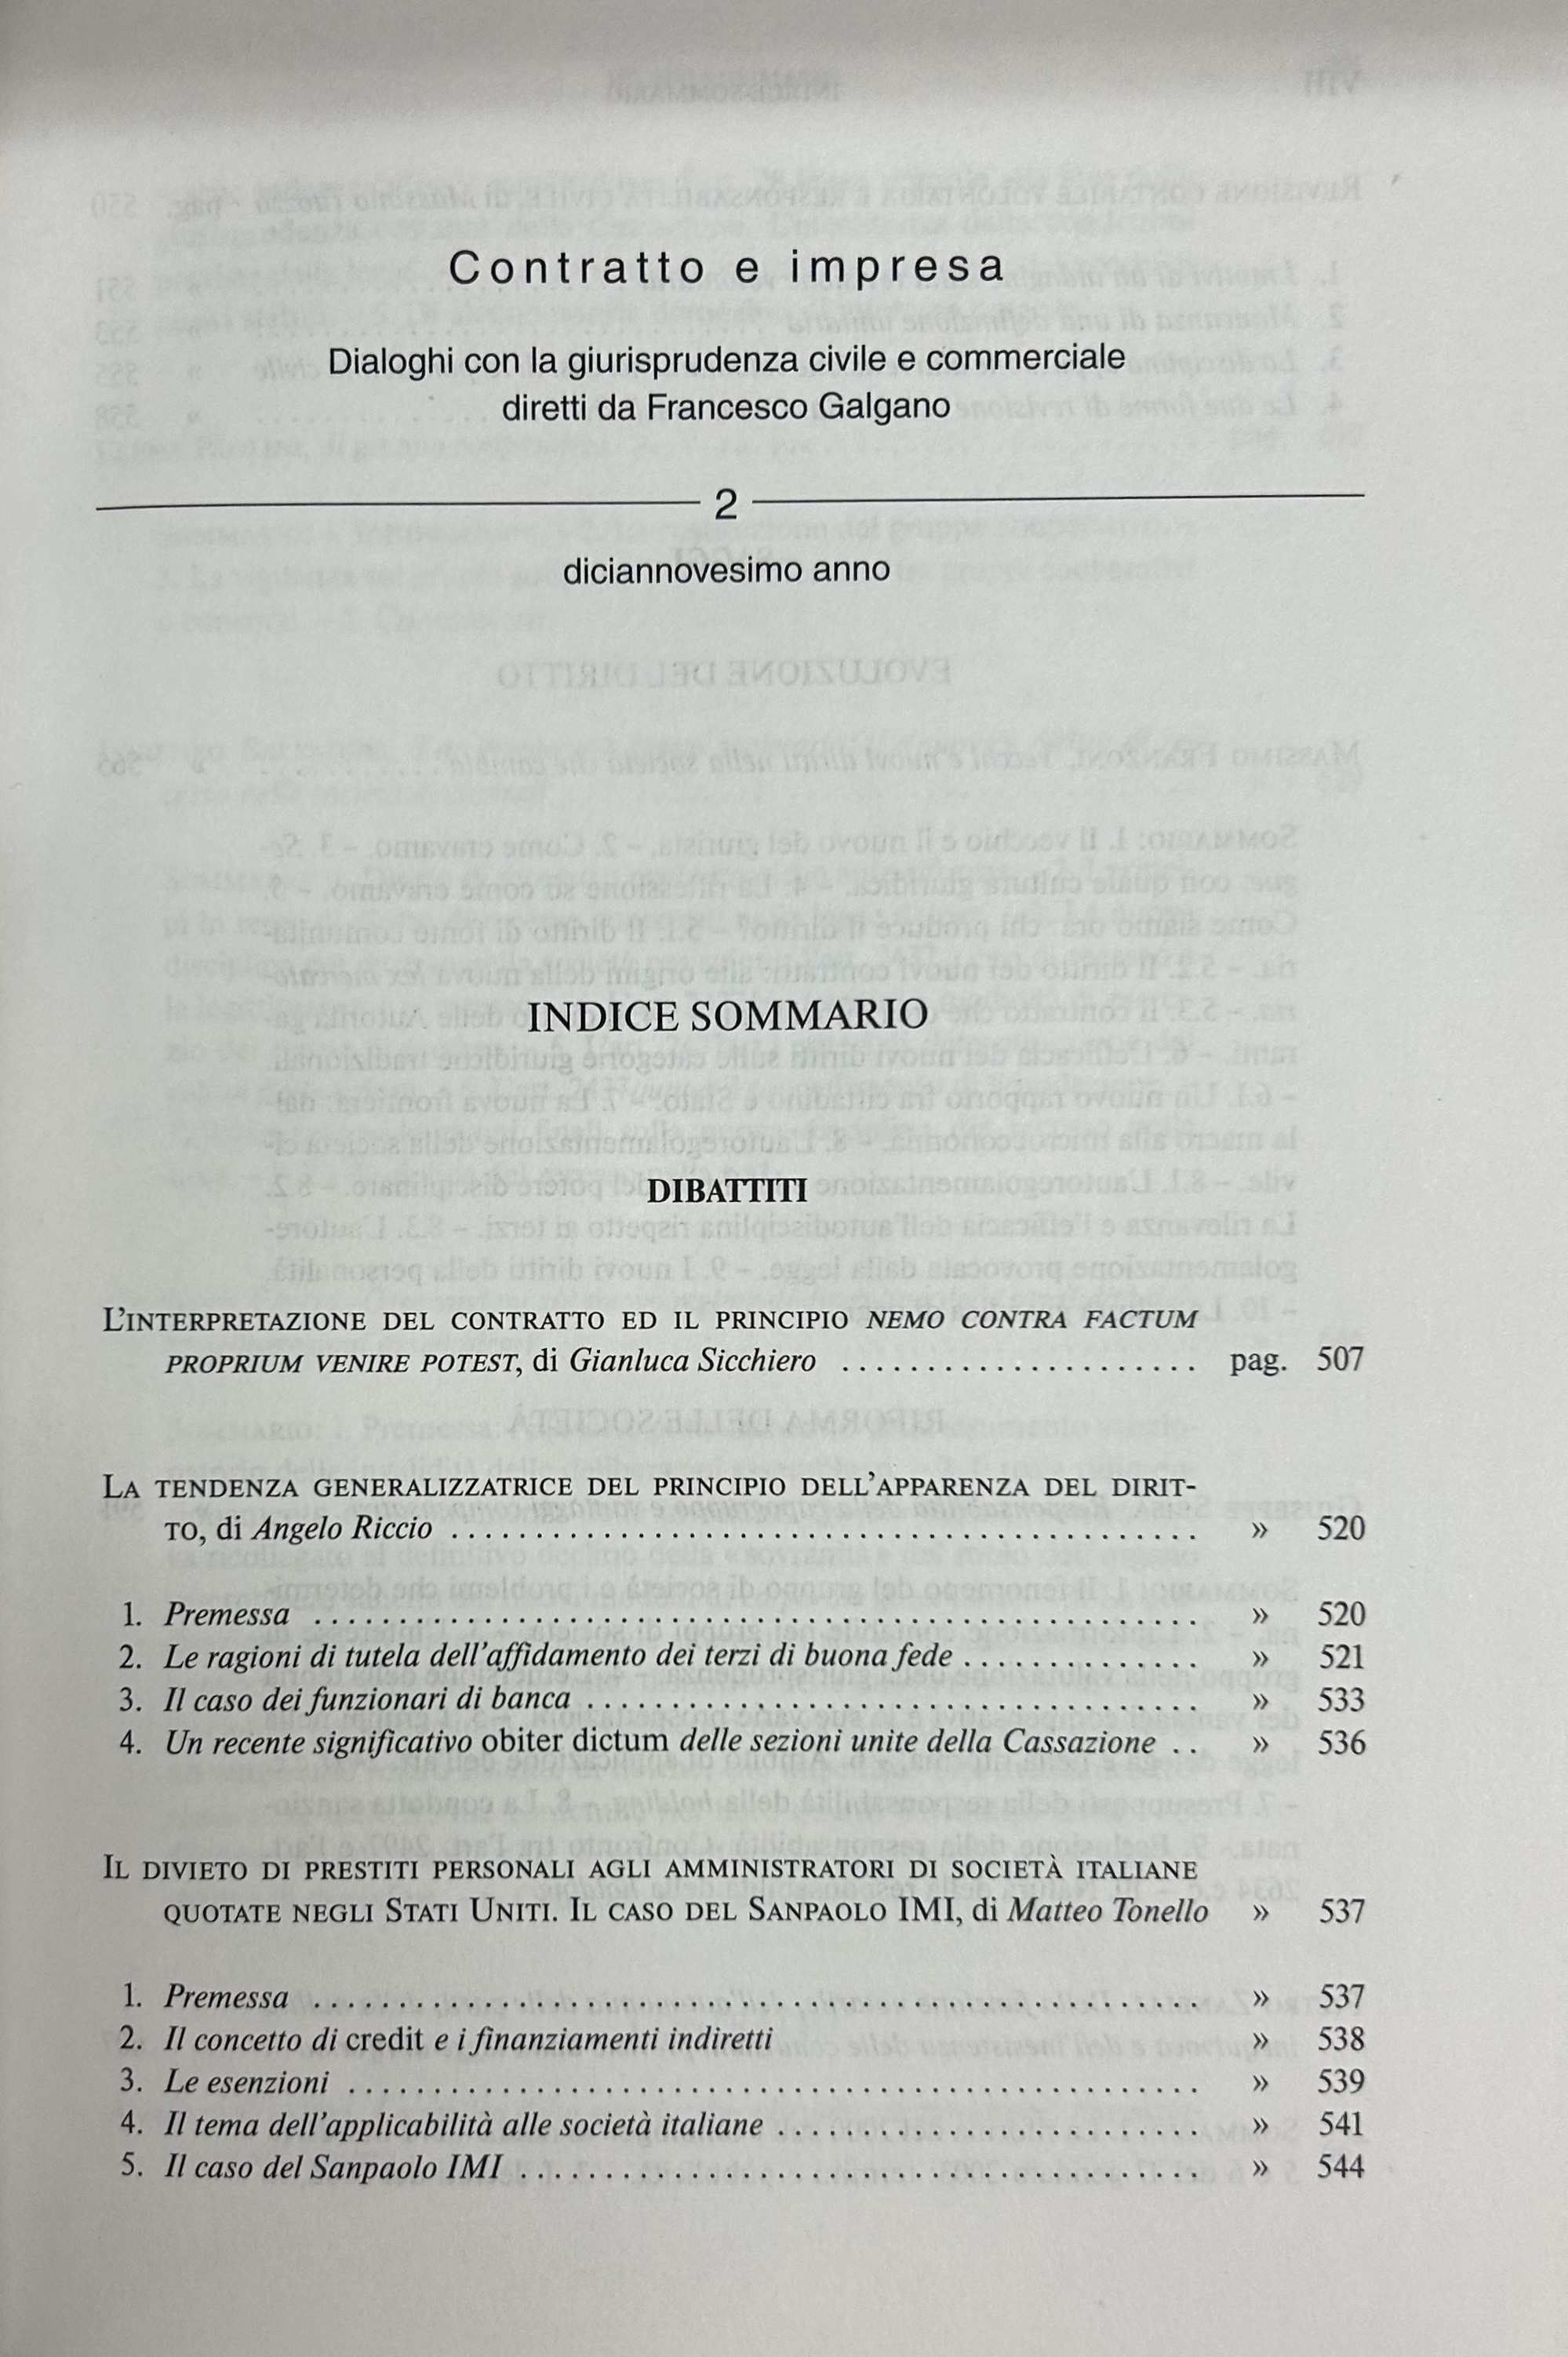 Contratto e impresa
Dialoghi con la giurisprudenza civile e commerciale
diretti da Francesco Galgano
2
diciannovesimo anno
INDICE SOMMARIO
DIBATTITI
L'INTERPRETAZIONE DEL CONTRATTO ED IL PRINCIPIO NEMO CONTRA FACTUM
PROPRIUM VENIRE POTEST, di Gianluca Sicchiero ..................... pag. 507
LA TENDENZA GENERALIZZATRICE DEL PRINCIPIO DELL'APPARENZA DEL DIRIT-
TO, di Angelo Riccio ............................................. » 520
1. Premessa ..................................................... » 520
2. Le ragioni di tutela dell'affidamento dei terzi di buona fede .............. » 521
3. Il caso dei funzionari di banca ..................................... » 533
4. Un recente significativo obiter dictum delle sezioni unite della Cassazione .. » 536
IL DIVIETO DI PRESTITI PERSONALI AGLI AMMINISTRATORI DI SOCIETÀ ITALIANE
QUOTATE NEGLI STATI UNITI. IL CASO DEL SANPAOLO IMI, di Matteo Tonello » 537
1. Premessa ..................................................... » 537
2. Il concetto di credit e i finanziamenti indiretti » 538
3. Le esenzioni ................................................... » 539
4. Il tema dell'applicabilità alle società italiane ......................... » 541
5. Il caso del Sanpaolo IMI ......................................... » 544